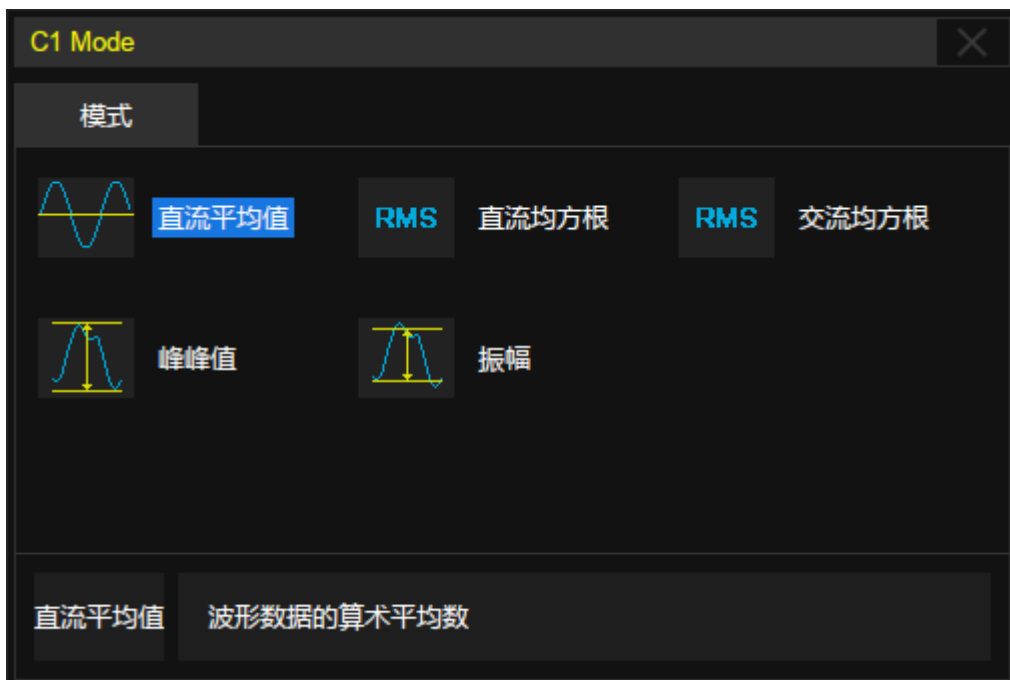 C1 Mode
模式
直流平均值
RMS 直流均方根
RMS 交流均方根
峰峰值
振幅
直流平均值 波形数据的算术平均数